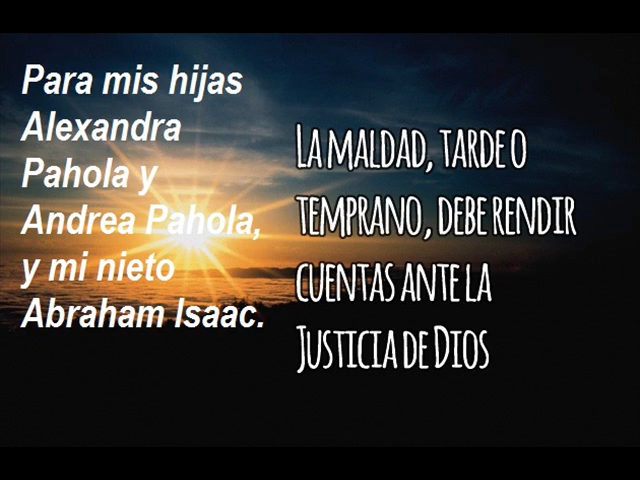 Para mis hijas
Alexandra
Pahola y
Andrea Pahola,
y mi nieto
Abraham Isaac.
La maldad, tarde o
temprano, debe rendir
cuentas ante la
Justicia de Dios